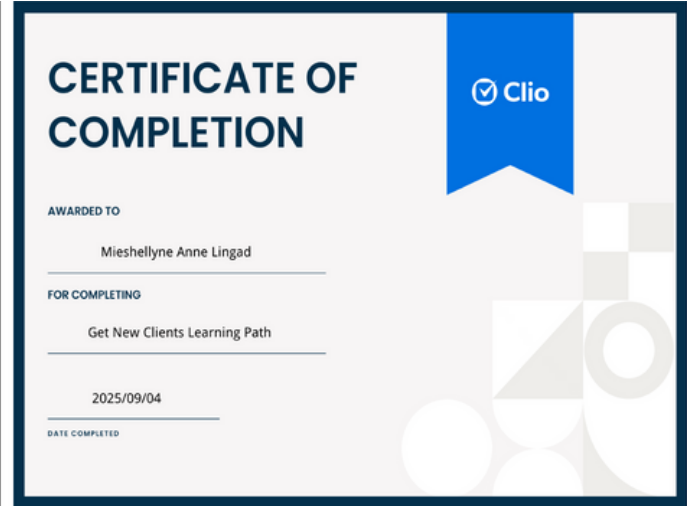 CERTIFICATE OF
COMPLETION
Clio
AWARDED TO
Mieshellyne Anne Lingad
FOR COMPLETING
Get New Clients Learning Path
2025/09/04
DATE COMPLETED